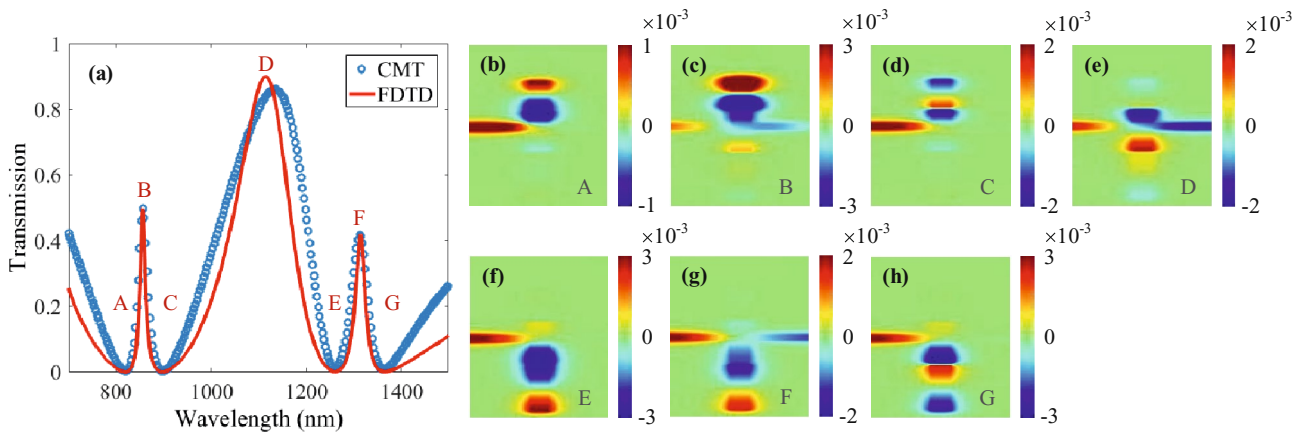 (a)
Transmission
1
0.8
0.6
0.4
0.2
0
800
1000
1200
1400
Wavelength (nm)
CMT
FDTD
A
B
C
D
E
F
G
(b)
A
×10⁻³
1
0
-1
(c)
B
×10⁻³
3
0
-3
(d)
C
×10⁻³
2
0
-2
(e)
D
×10⁻³
2
0
-2
(f)
E
×10⁻³
3
0
-3
(g)
F
×10⁻³
2
0
-2
(h)
G
×10⁻³
3
0
-3